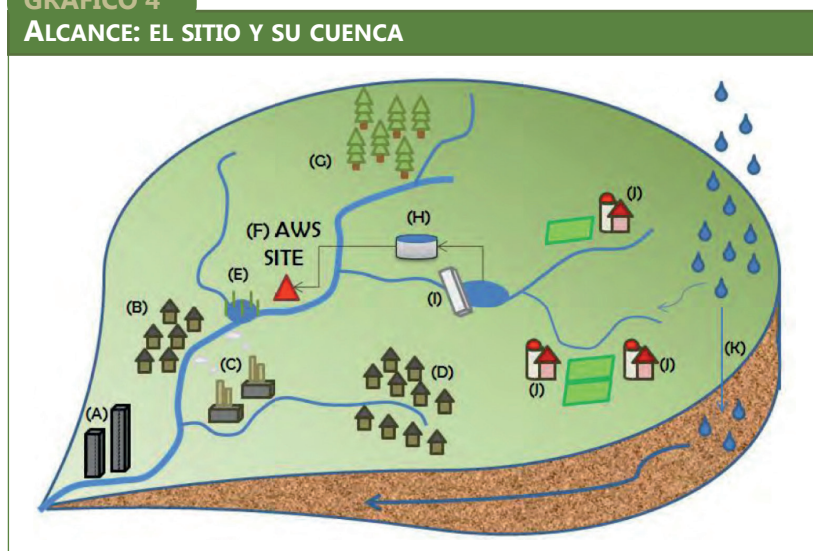 GRÁFICO 4
ALCANCE: EL SITIO Y SU CUENCA
(G)
(J)
(H)
(F) AWS
SITE
(E)
(I)
(B)
(K)
(C)
(D)
(J)
(J)
(A)